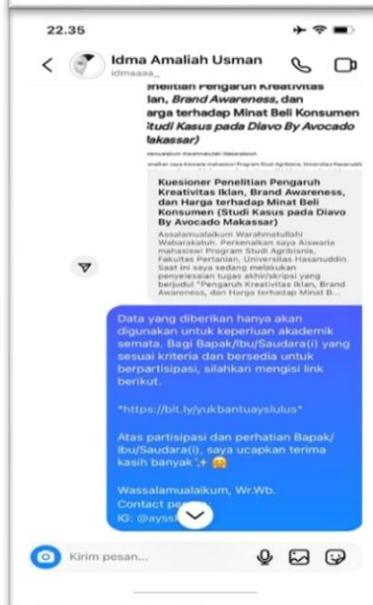 22.35
Idma Amaliah Usman
idmaaaa_
Penelitian Pengaruh Kreativitas
lan, Brand Awareness, dan
arga terhadap Minat Beli Konsumen
Studi Kasus pada Diavo By Avocado
Makassar)
Kuesioner Penelitian Pengaruh
Kreativitas Iklan, Brand Awareness,
dan Harga terhadap Minat Beli
Konsumen (Studi Kasus pada Diavo
By Avocado Makassar)
Assalamualaikum Warahmatullahi
Wabarakatuh. Perkenalkan saya Aiswaria
mahasiswi Program Studi Agribisnis,
Fakultas Pertanian, Universitas Hasanuddin.
Saat ini saya sedang melakukan
penyelesaian tugas akhir/skripsi yang
berjudul "Pengaruh Kreativitas Iklan, Brand
Awareness, dan Harga terhadap Minat B...
Data yang diberikan hanya akan
digunakan untuk keperluan akademik
semata. Bagi Bapak/Ibu/Saudara(i) yang
sesuai kriteria dan bersedia untuk
berpartisipasi, silahkan mengisi link
berikut.
*https://bit.ly/yukbantuayslulus*
Atas partisipasi dan perhatian Bapak/
Ibu/Saudara(i), saya ucapkan terima
kasih banyak✨🤗
Wassalamualaikum, Wr.Wb.
Contact pe
IG: @ayss
Kirim pesan...